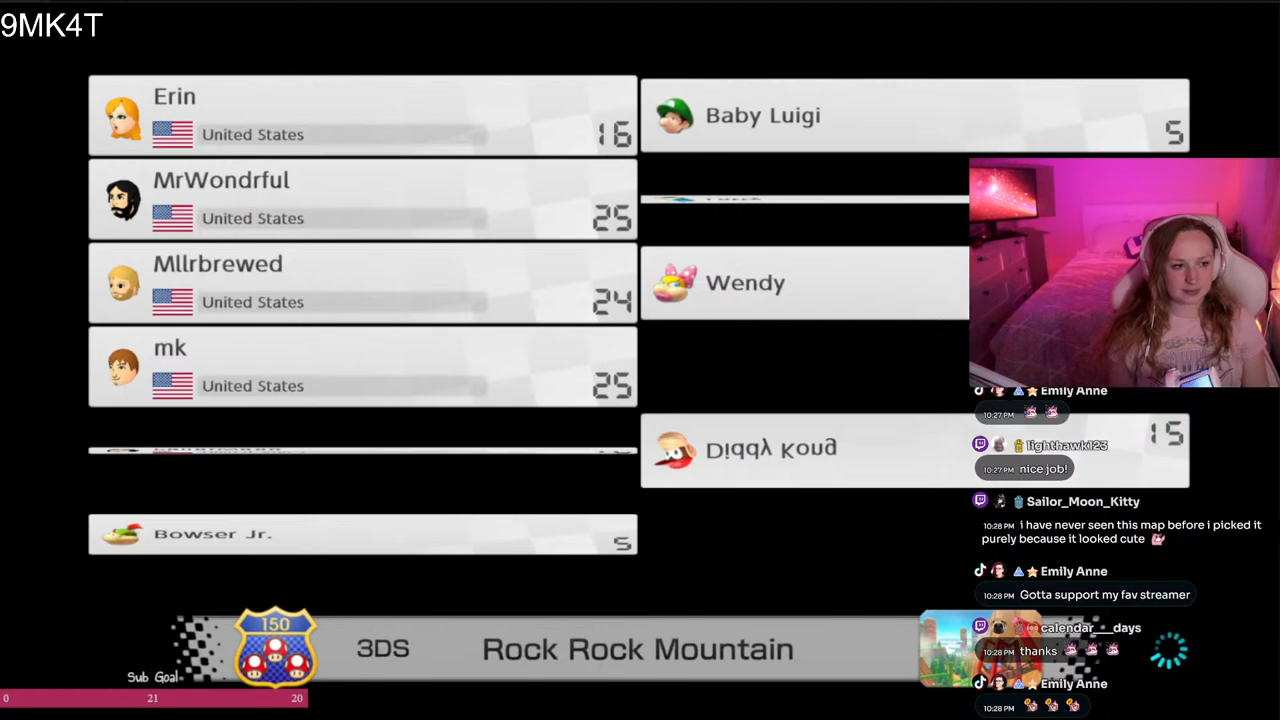 9MK4T
Erin
United States
16
MrWondrful
United States
25
Mllrbrewed
United States
24
mk
United States
25
Bowser Jr.
5
Baby Luigi
5
Wendy
Diddy Kong
15
150
3DS
Rock Rock Mountain
Sub Goal
0
21
20
Emily Anne
10:27 PM
lighthawk123
10:27 PM nice job!
Sailor_Moon_Kitty
10:28 PM i have never seen this map before i picked it
purely because it looked cute
Emily Anne
10:28 PM Gotta support my fav streamer
calendar___days
10:28 PM thanks
Emily Anne
10:28 PM